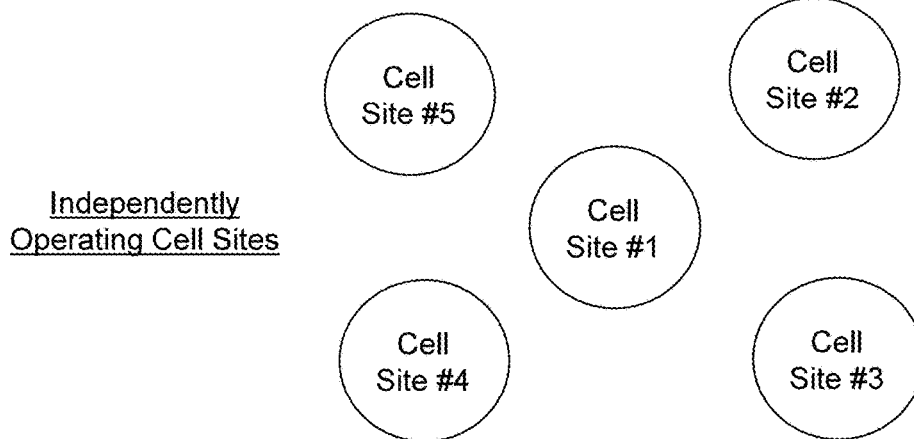 Cell
Site #5
Cell
Site #2
Independently
Operating Cell Sites
Cell
Site #1
Cell
Site #4
Cell
Site #3